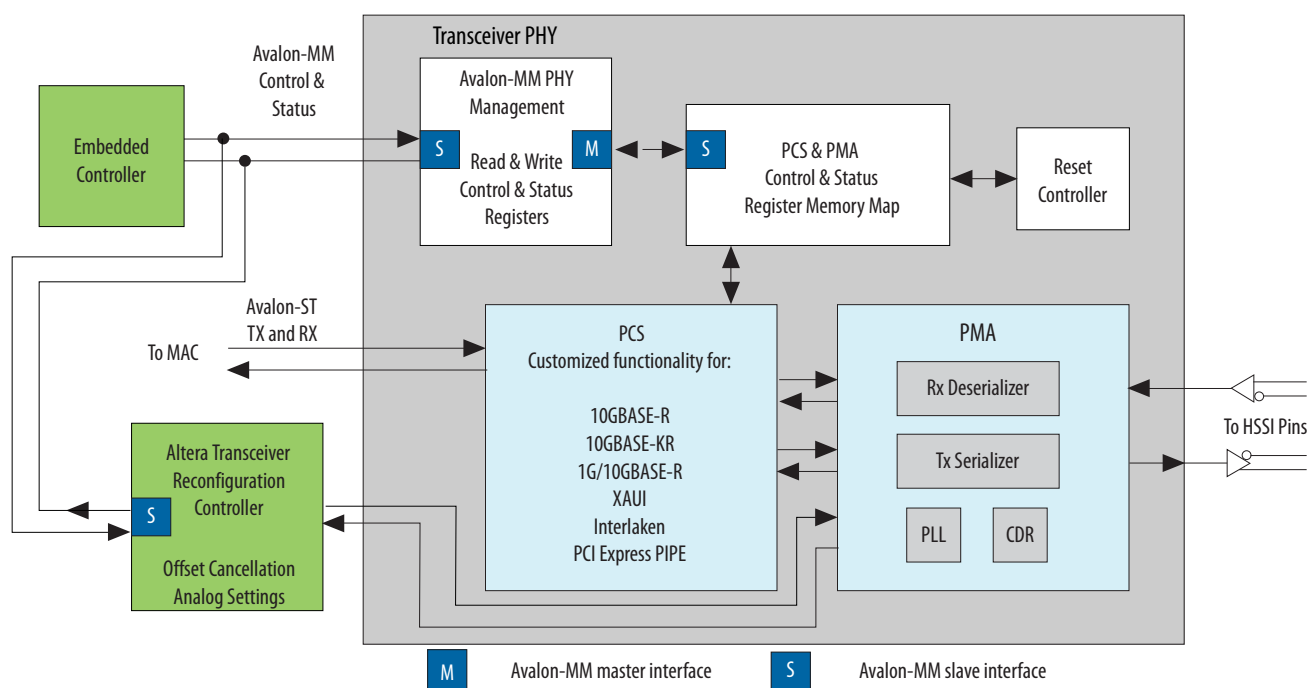 Transceiver PHY
Avalon-MM
Control &
Status
Embedded
Controller
Avalon-MM PHY
Management
S
M
Read & Write
Control & Status
Registers
S
PCS & PMA
Control & Status
Register Memory Map
Reset
Controller
Avalon-ST
TX and RX
To MAC
PCS
Customized functionality for:
10GBASE-R
10GBASE-KR
1G/10GBASE-R
XAUI
Interlaken
PCI Express PIPE
PMA
Rx Deserializer
Tx Serializer
PLL
CDR
To HSSI Pins
Altera Transceiver
Reconfiguration
Controller
S
Offset Cancellation
Analog Settings
M
Avalon-MM master interface
S
Avalon-MM slave interface